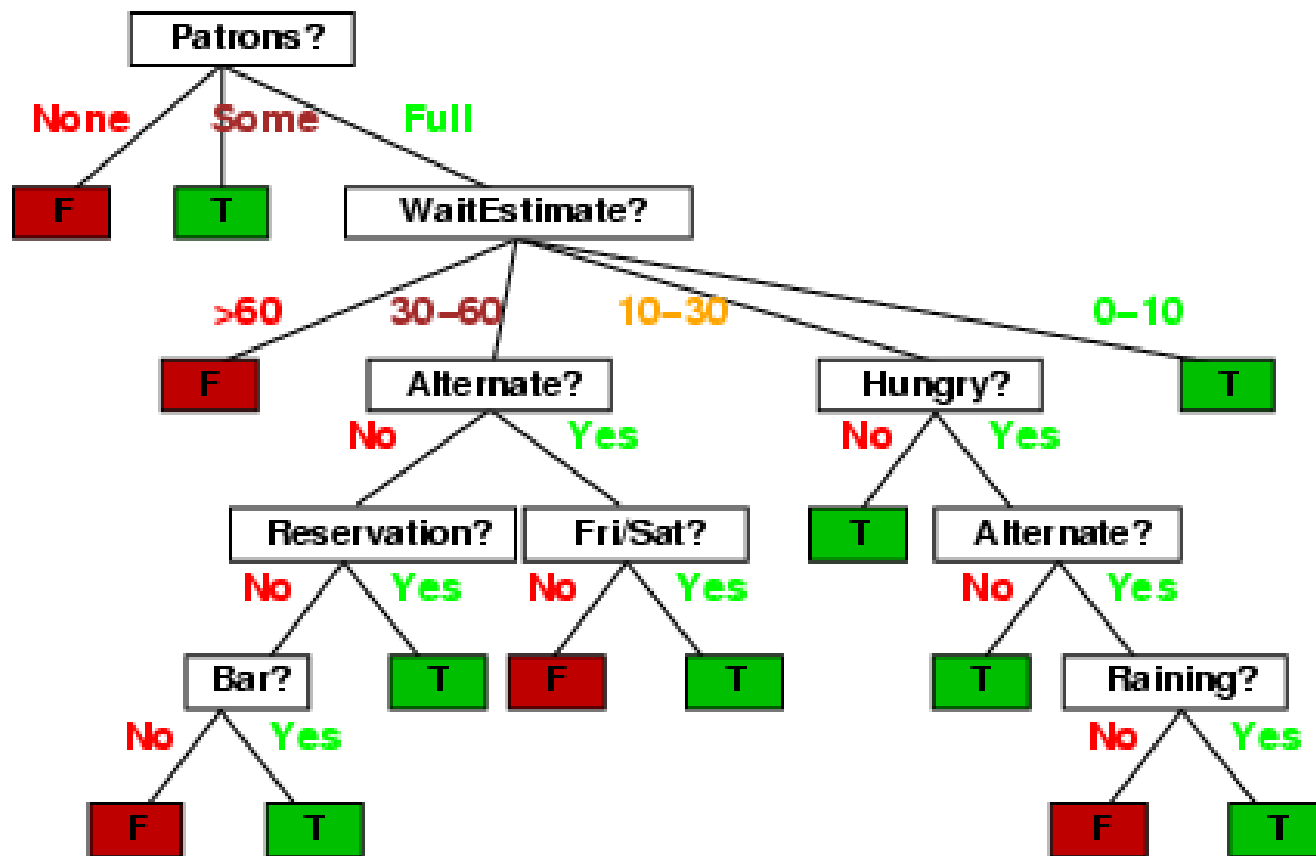 Patrons?
None Some Full
F T WaitEstimate?
>60 30–60 10–30 0–10
F Alternate? Hungry? T
No Yes No Yes
Reservation? Fri/Sat? T Alternate?
No Yes No Yes No Yes
Bar? T F T T Raining?
No Yes No Yes
F T F T